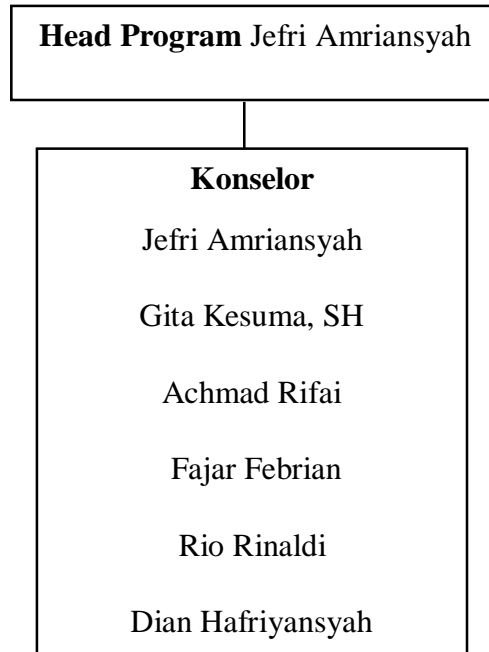 Head Program Jefri Amriansyah
Konselor
Jefri Amriansyah
Gita Kesuma, SH
Achmad Rifai
Fajar Febrian
Rio Rinaldi
Dian Hafriyansyah